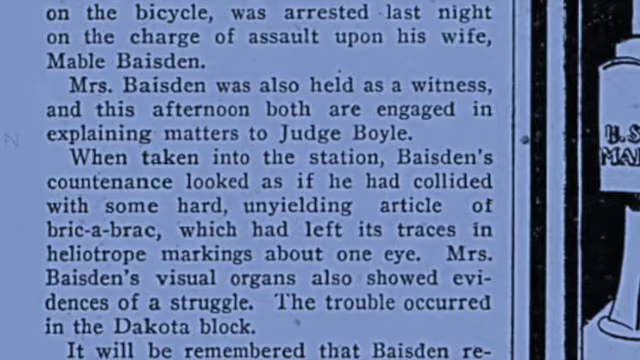 on the bicycle, was arrested last night
on the charge of assault upon his wife,
Mable Baisden.
Mrs. Baisden was also held as a witness,
and this afternoon both are engaged in
explaining matters to Judge Boyle.
When taken into the station, Baisden's
countenance looked as if he had collided
with some hard, unyielding article of
bric-a-brac, which had left its traces in
heliotrope markings about one eye. Mrs.
Baisden's visual organs also showed evi-
dences of a struggle. The trouble occurred
in the Dakota block.
It will be remembered that Baisden re-
U.S
MAI